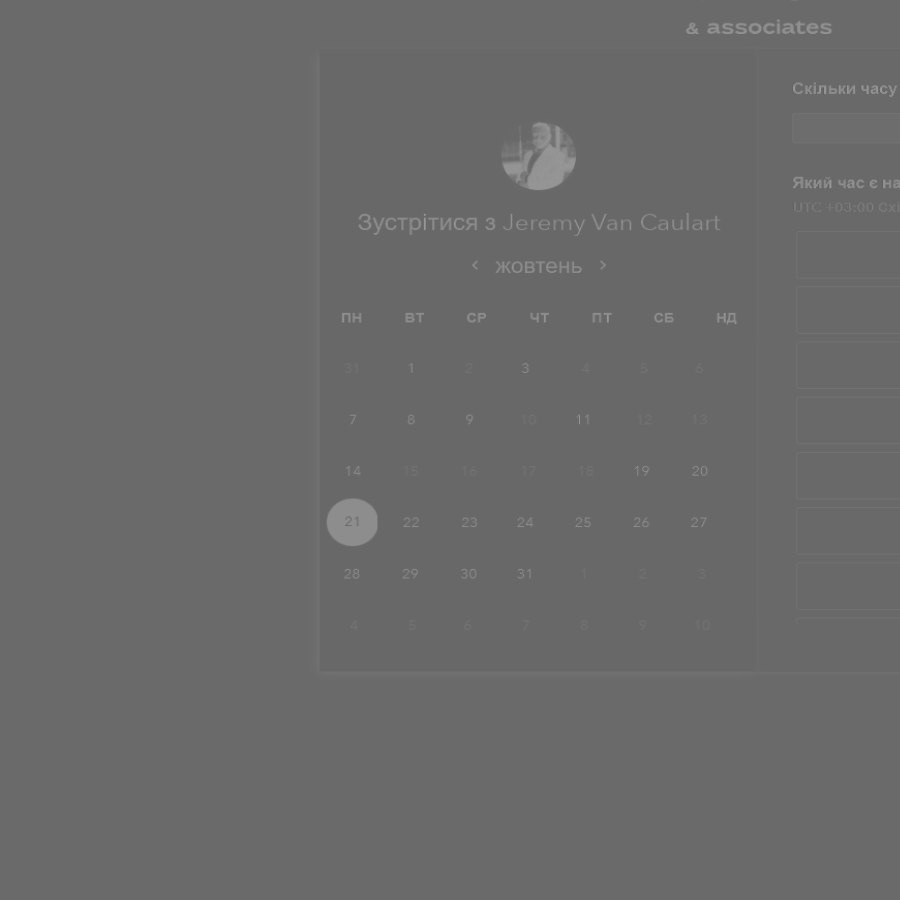 & associates
Зустрітися з Jeremy Van Caulart
жовтень
ПН ВТ СР ЧТ ПТ СБ НД
31 1 2 3 4 5 6
7 8 9 10 11 12 13
14 15 16 17 18 19 20
21 22 23 24 25 26 27
28 29 30 31 1 2 3
4 5 6 7 8 9 10
Скільки часу
Який час є на
UTC +03:00 Схі